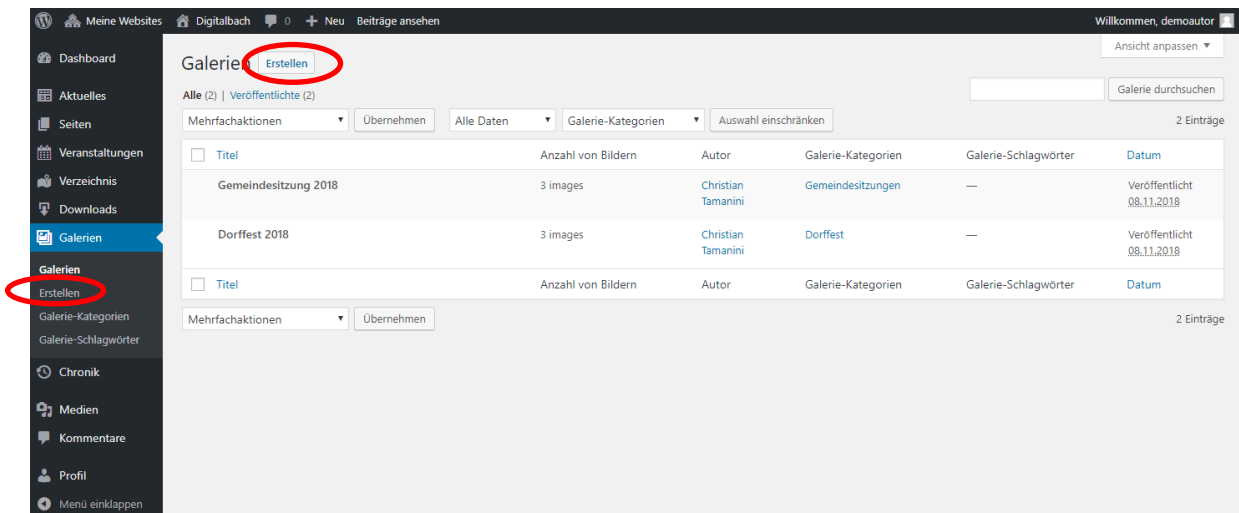 Meine Websites Digitalbach 0 + Neu Beiträge ansehen Willkommen, demoautor
Dashboard
Aktuelles
Seiten
Veranstaltungen
Verzeichnis
Downloads
Galerien
Galerien
Erstellen
Galerie-Kategorien
Galerie-Schlagwörter
Chronik
Medien
Kommentare
Profil
Menü einklappen
Ansicht anpassen ▼
Galerien Erstellen
Alle (2) | Veröffentlichte (2) Galerie durchsuchen
Mehrfachaktionen Übernehmen Alle Daten Galerie-Kategorien Auswahl einschränken 2 Einträge
Titel Anzahl von Bildern Autor Galerie-Kategorien Galerie-Schlagwörter Datum
Gemeindesitzung 2018 3 images Christian Gemeindesitzungen — Veröffentlicht
Tamanini 08.11.2018
Dorffest 2018 3 images Christian Dorffest — Veröffentlicht
Tamanini 08.11.2018
Titel Anzahl von Bildern Autor Galerie-Kategorien Galerie-Schlagwörter Datum
Mehrfachaktionen Übernehmen 2 Einträge